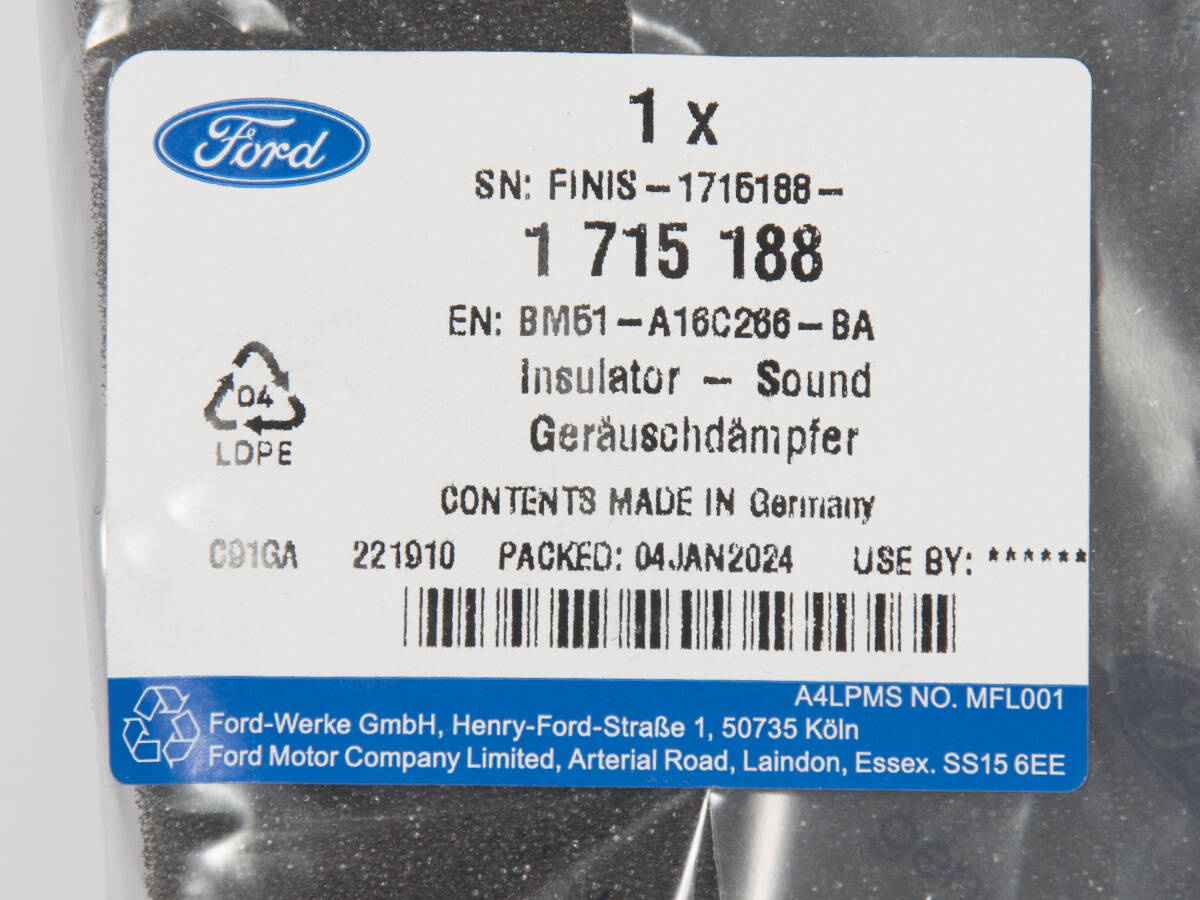 Ford
1 x
SN: FINIS-1715188-
1 715 188
EN: BM51-A16C266-BA
Insulator - Sound
Geräuschdämpfer
04
LDPE
CONTENTS MADE IN Germany
C91GA 221910 PACKED: 04JAN2024 USE BY: ******
A4LPMS NO. MFL001
Ford-Werke GmbH, Henry-Ford-Straße 1, 50735 Köln
Ford Motor Company Limited, Arterial Road, Laindon, Essex. SS15 6EE